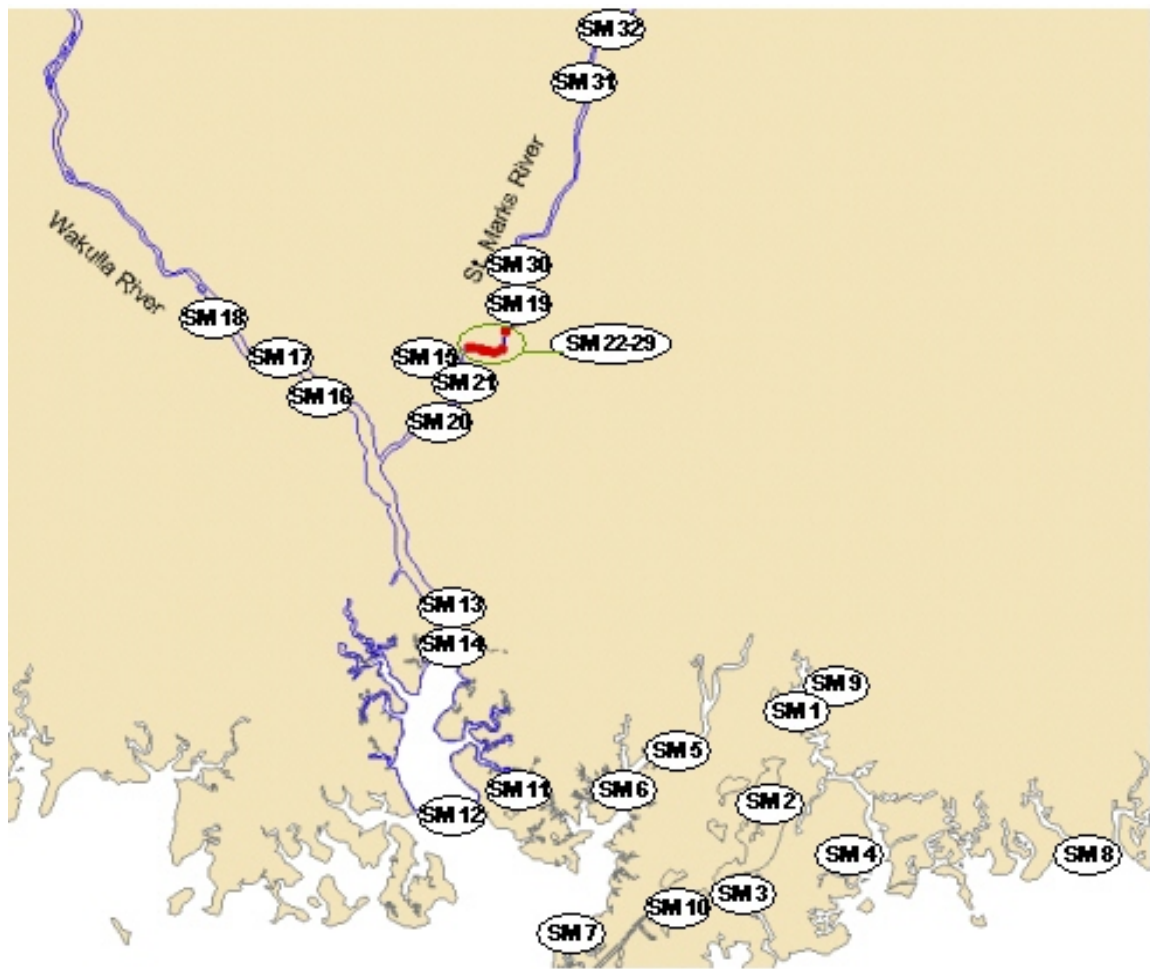 SM 32
SM 31
St. Marks River
Wakulla River
SM 30
SM 19
SM 18
SM 22-29
SM 17
SM 15
SM 21
SM 16
SM 20
SM 13
SM 14
SM 9
SM 1
SM 5
SM 11
SM 6
SM 2
SM 12
SM 4
SM 8
SM 3
SM 10
SM 7